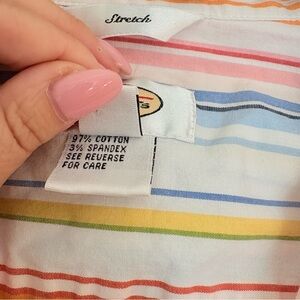 Stretch
97% COTTON
3% SPANDEX
SEE REVERSE
FOR CARE